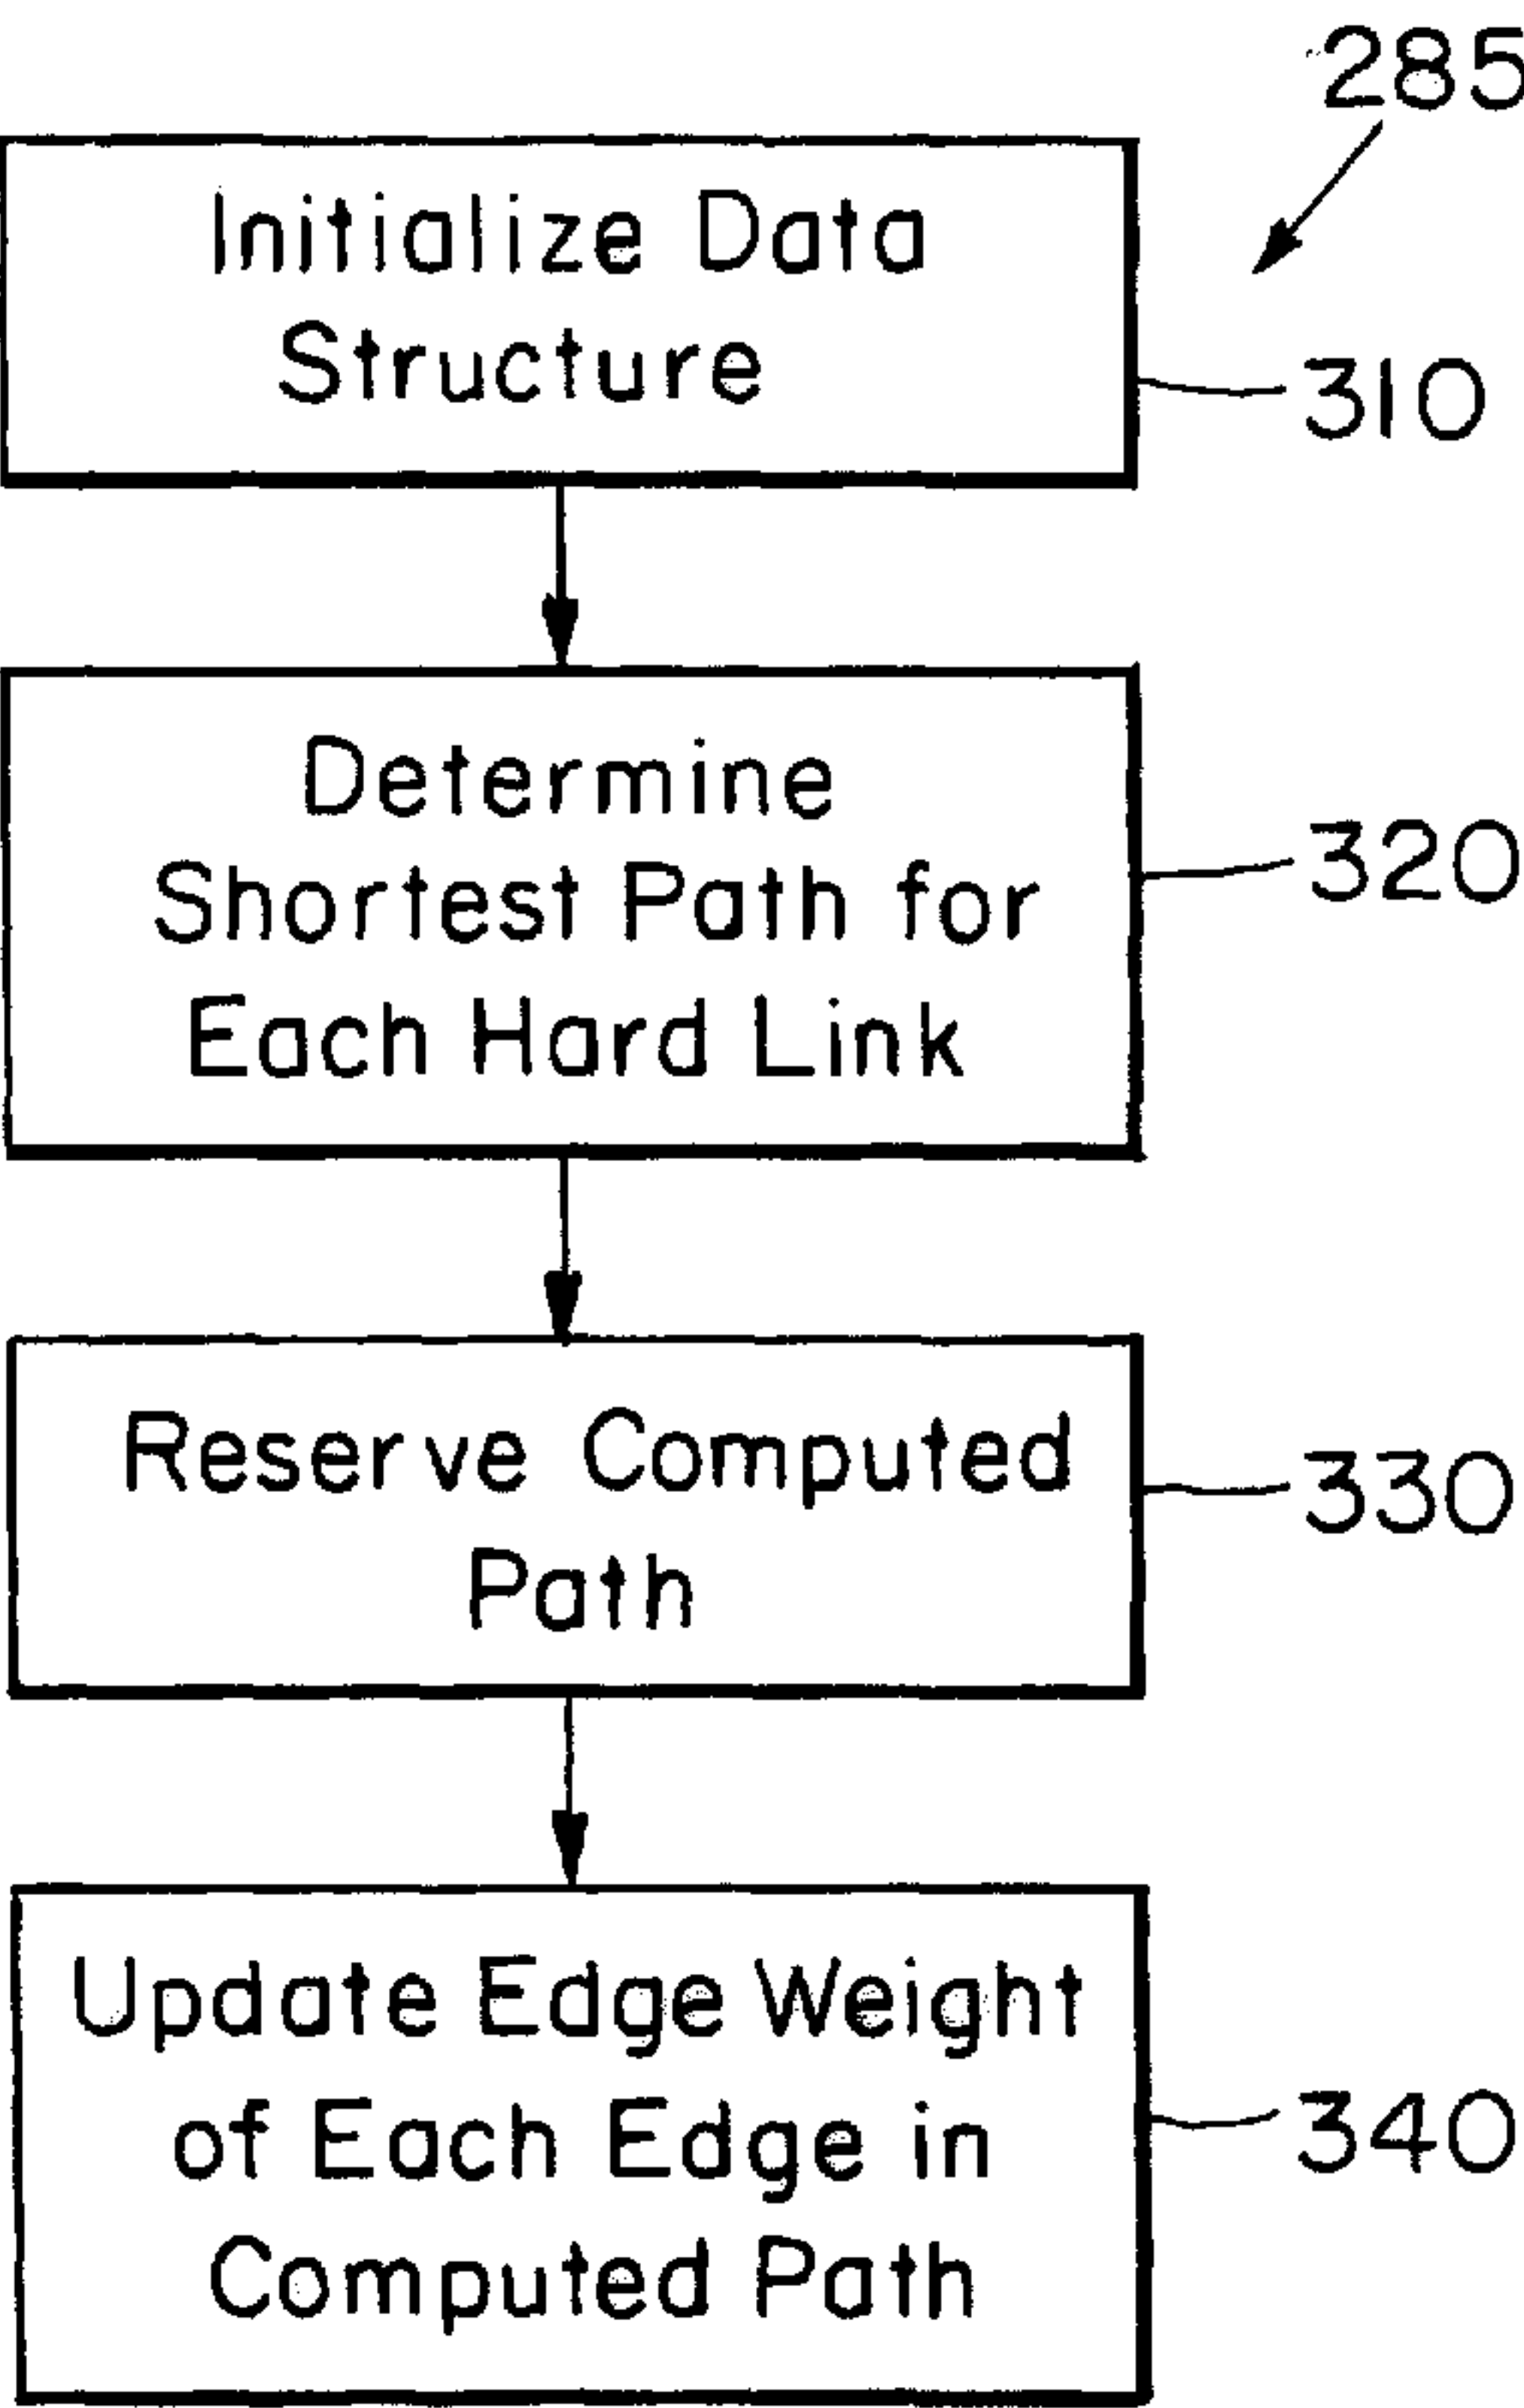 285
Initialize Data
Structure
310
Determine
Shortest Path for
Each Hard Link
320
Reserve Computed
Path
330
Update Edge Weight
of Each Edge in
Computed Path
340